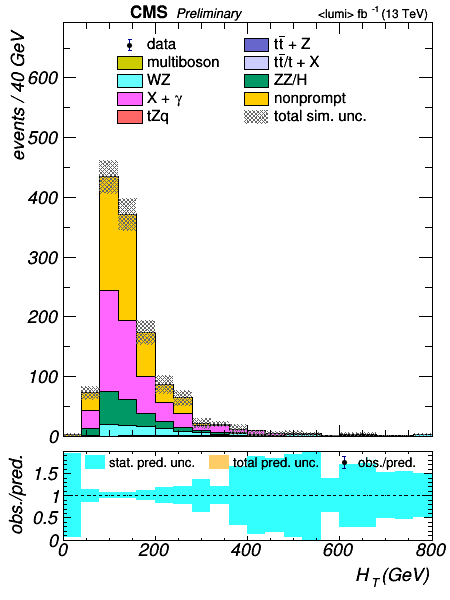 CMS Preliminary <lumi> fb⁻¹ (13 TeV)
events / 40 GeV
data
multiboson
WZ
X + γ
tZq
tt̅ + Z
tt̅/t + X
ZZ/H
nonprompt
total sim. unc.
600
500
400
300
200
100
0
obs./pred.
stat. pred. unc. total pred. unc. obs./pred.
1.5
1
0.5
0
0 200 400 600 800
H_T (GeV)